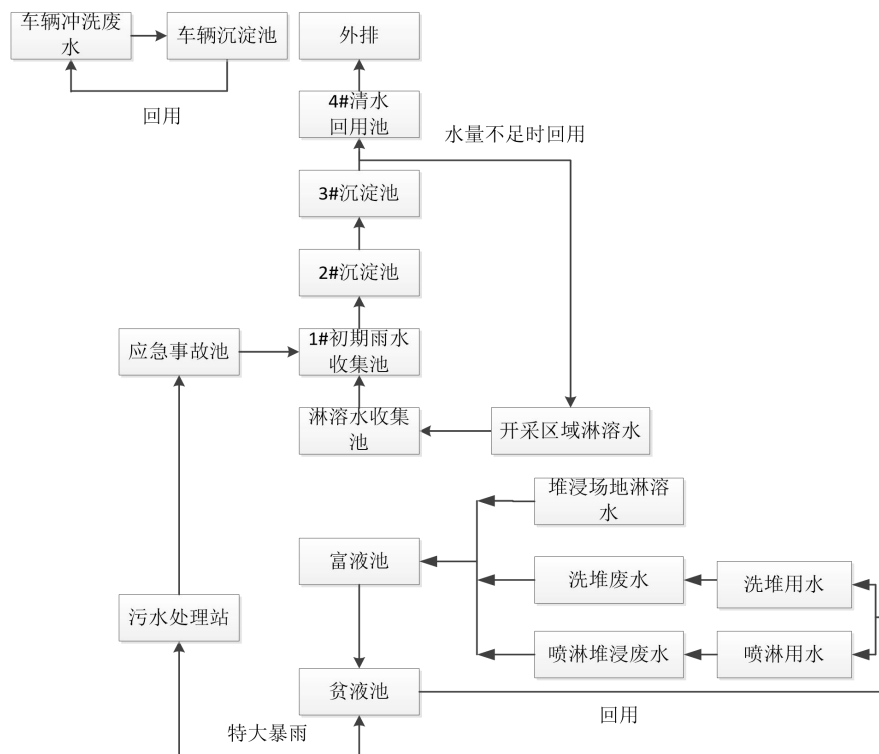 车辆冲洗废
水
车辆沉淀池
外排
回用
4#清水
回用池
水量不足时回用
3#沉淀池
2#沉淀池
应急事故池
1#初期雨水
收集池
淋溶水收集
池
开采区域淋溶水
堆浸场地淋溶
水
富液池
洗堆废水
洗堆用水
污水处理站
喷淋堆浸废水
喷淋用水
贫液池
回用
特大暴雨